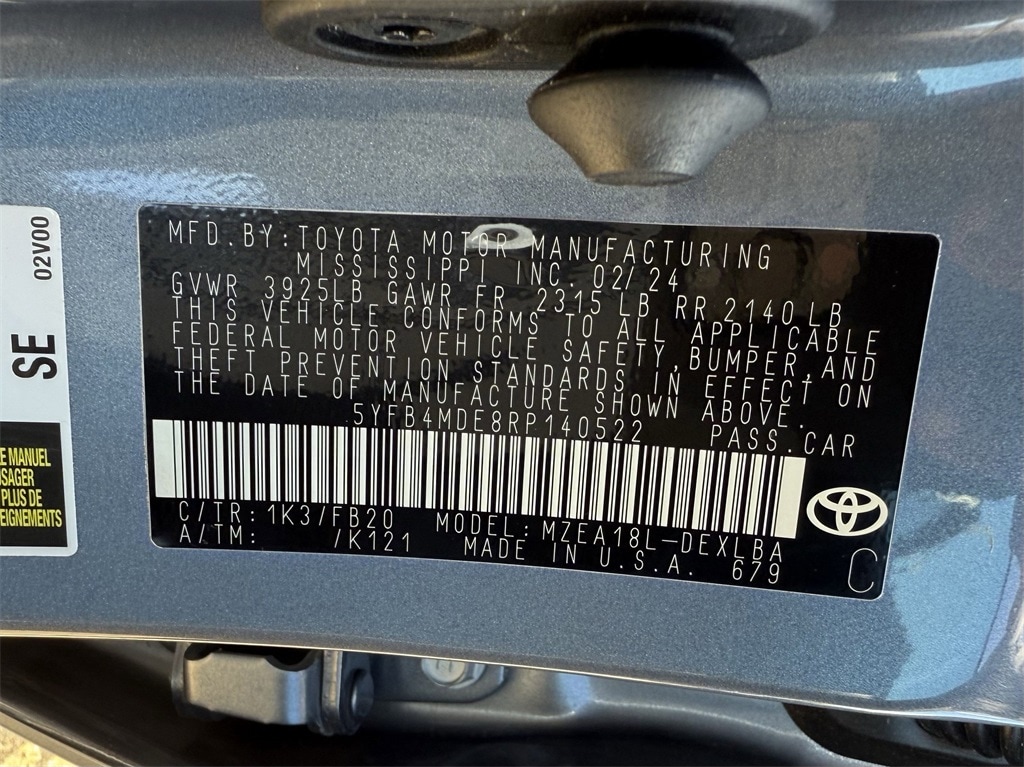 MFD.BY:TOYOTA MOTOR MANUFACTURING
MISSISSIPPI INC. 02/24
GVWR 3925LB GAWR FR 2315 LB RR 2140 LB
THIS VEHICLE CONFORMS TO ALL APPLICABLE
FEDERAL MOTOR VEHICLE SAFETY,BUMPER,AND
THEFT PREVENTION STANDARDS IN EFFECT ON
THE DATE OF MANUFACTURE SHOWN ABOVE.
5YFB4MDE8RP140522 PASS.CAR
C/TR:1K3/FB20 MODEL:MZEA18L-DEXLBA
A/TM: /K121 MADE IN U.S.A. 679
C
SE
02V00
E MANUEL
PLUS DE